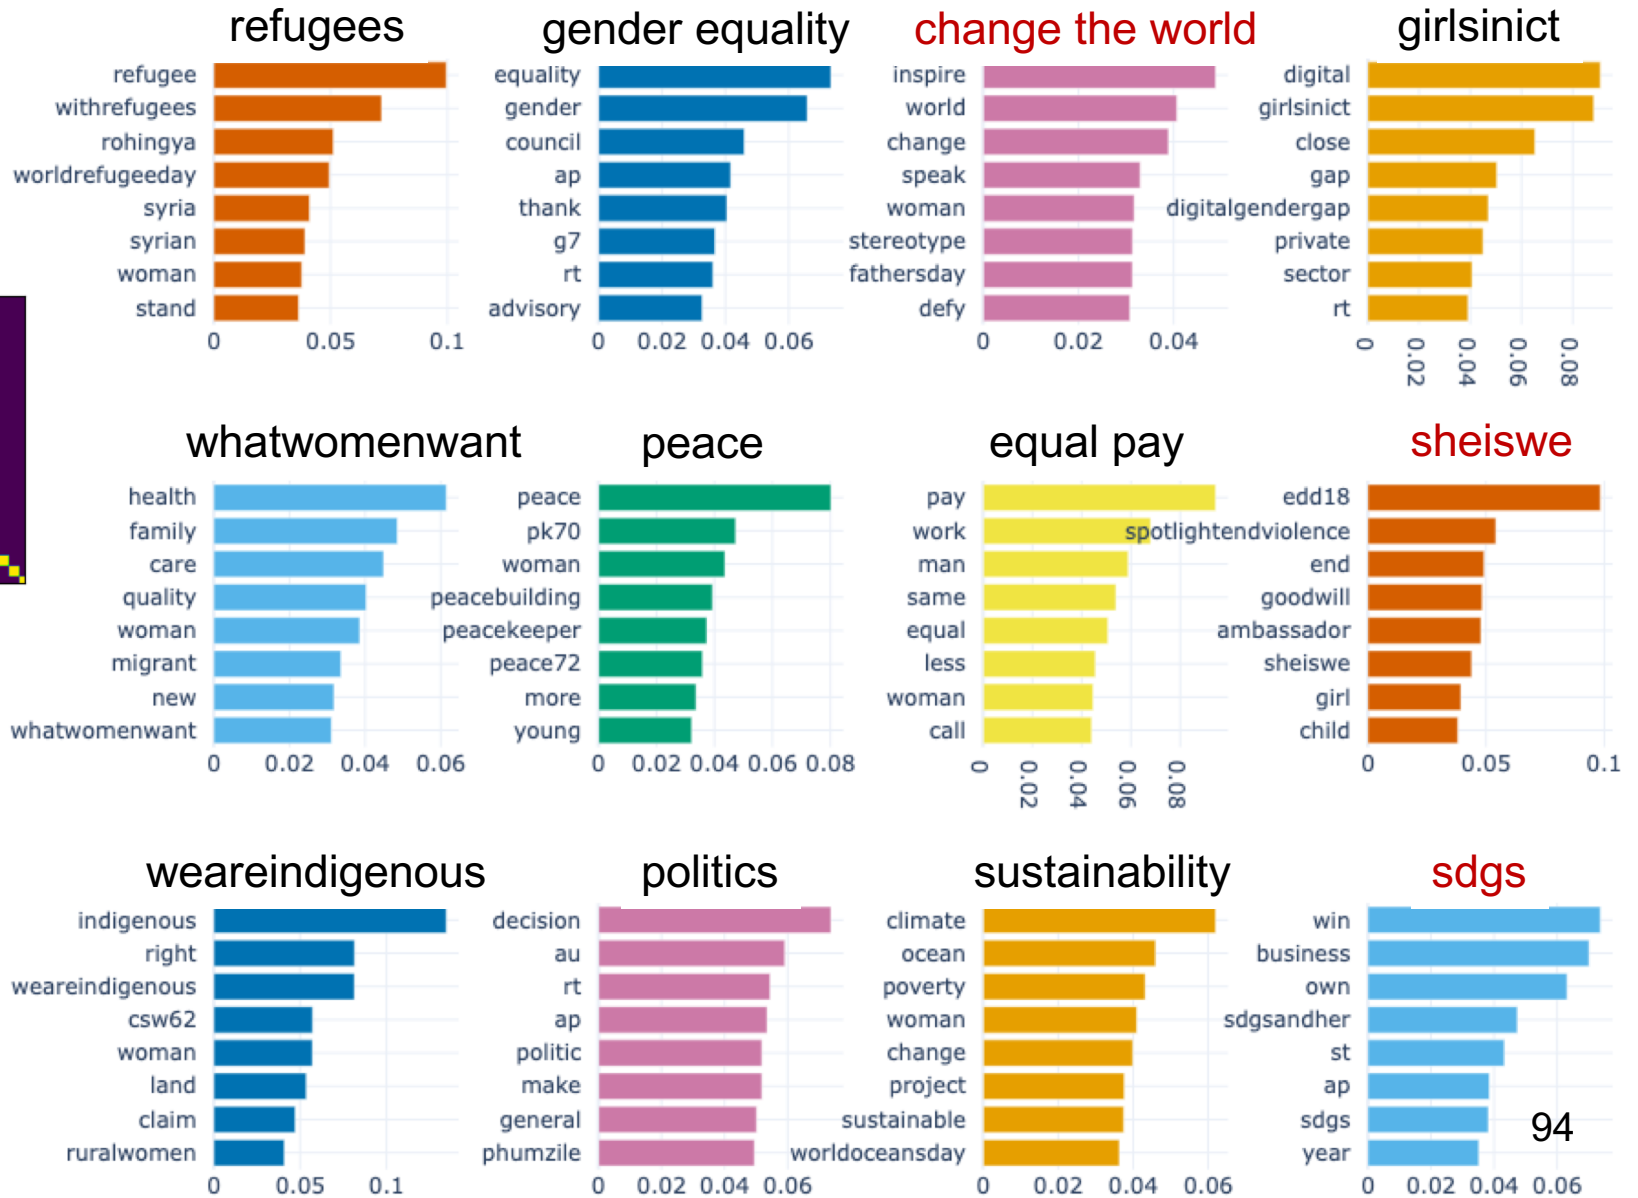 refugees
refugee
withrefugees
rohingya
worldrefugeeday
syria
syrian
woman
stand
0 0.05 0.1
gender equality
equality
gender
council
ap
thank
g7
rt
advisory
0 0.02 0.04 0.06
change the world
inspire
world
change
speak
woman
stereotype
fathersday
defy
0 0.02 0.04
girlsinict
digital
girlsinict
close
gap
digitalgendergap
private
sector
rt
0 0.02 0.04 0.06 0.08
whatwomenwant
health
family
care
quality
woman
migrant
new
whatwomenwant
0 0.02 0.04 0.06
peace
peace
pk70
woman
peacebuilding
peacekeeper
peace72
more
young
0 0.02 0.04 0.06 0.08
equal pay
pay
work
man
same
equal
less
woman
call
0 0.02 0.04 0.06 0.08
sheiswe
edd18
spotlightendviolence
end
goodwill
ambassador
sheiswe
girl
child
0 0.05 0.1
weareindigenous
indigenous
right
weareindigenous
csw62
woman
land
claim
ruralwomen
0 0.05 0.1
politics
decision
au
rt
ap
politic
make
general
phumzile
0 0.02 0.04 0.06
sustainability
climate
ocean
poverty
woman
change
project
sustainable
worldoceansday
0 0.02 0.04 0.06
sdgs
win
business
own
sdgsandher
st
ap
sdgs
year
0 0.02 0.04 0.06
94